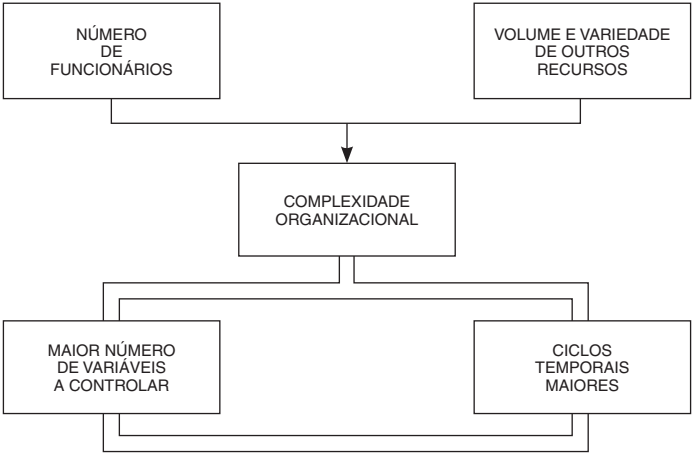 NÚMERO
DE
FUNCIONÁRIOS
VOLUME E VARIEDADE
DE OUTROS
RECURSOS
COMPLEXIDADE
ORGANIZACIONAL
MAIOR NÚMERO
DE VARIÁVEIS
A CONTROLAR
CICLOS
TEMPORAIS
MAIORES